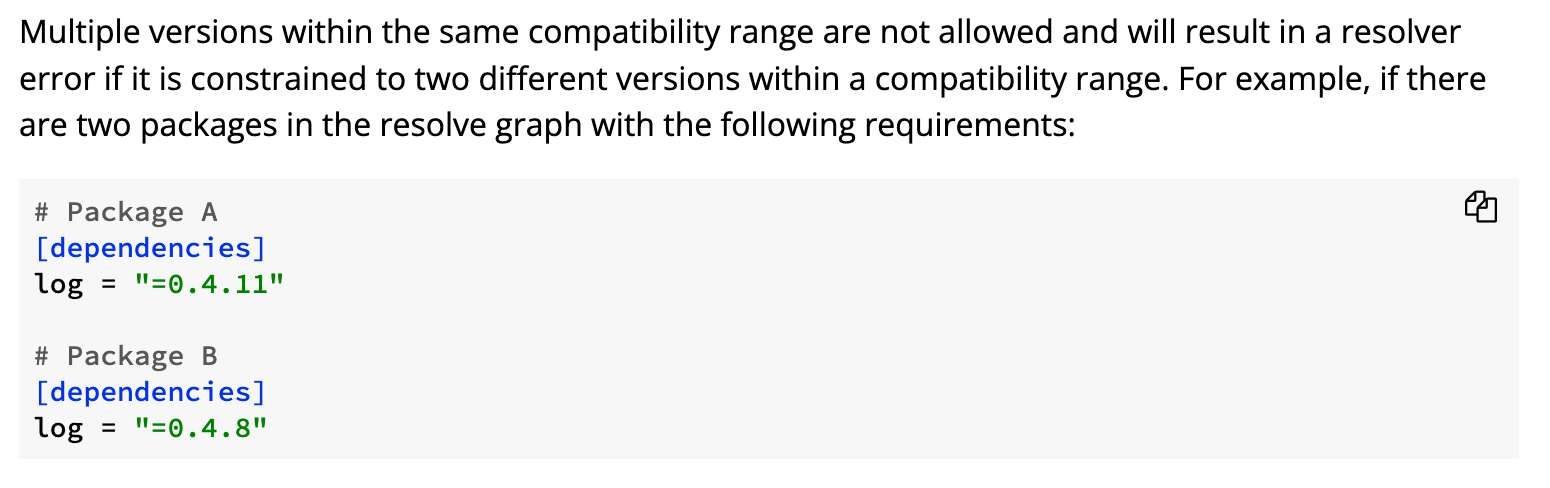 Multiple versions within the same compatibility range are not allowed and will result in a resolver
error if it is constrained to two different versions within a compatibility range. For example, if there
are two packages in the resolve graph with the following requirements:
# Package A
[dependencies]
log = "=0.4.11"
# Package B
[dependencies]
log = "=0.4.8"